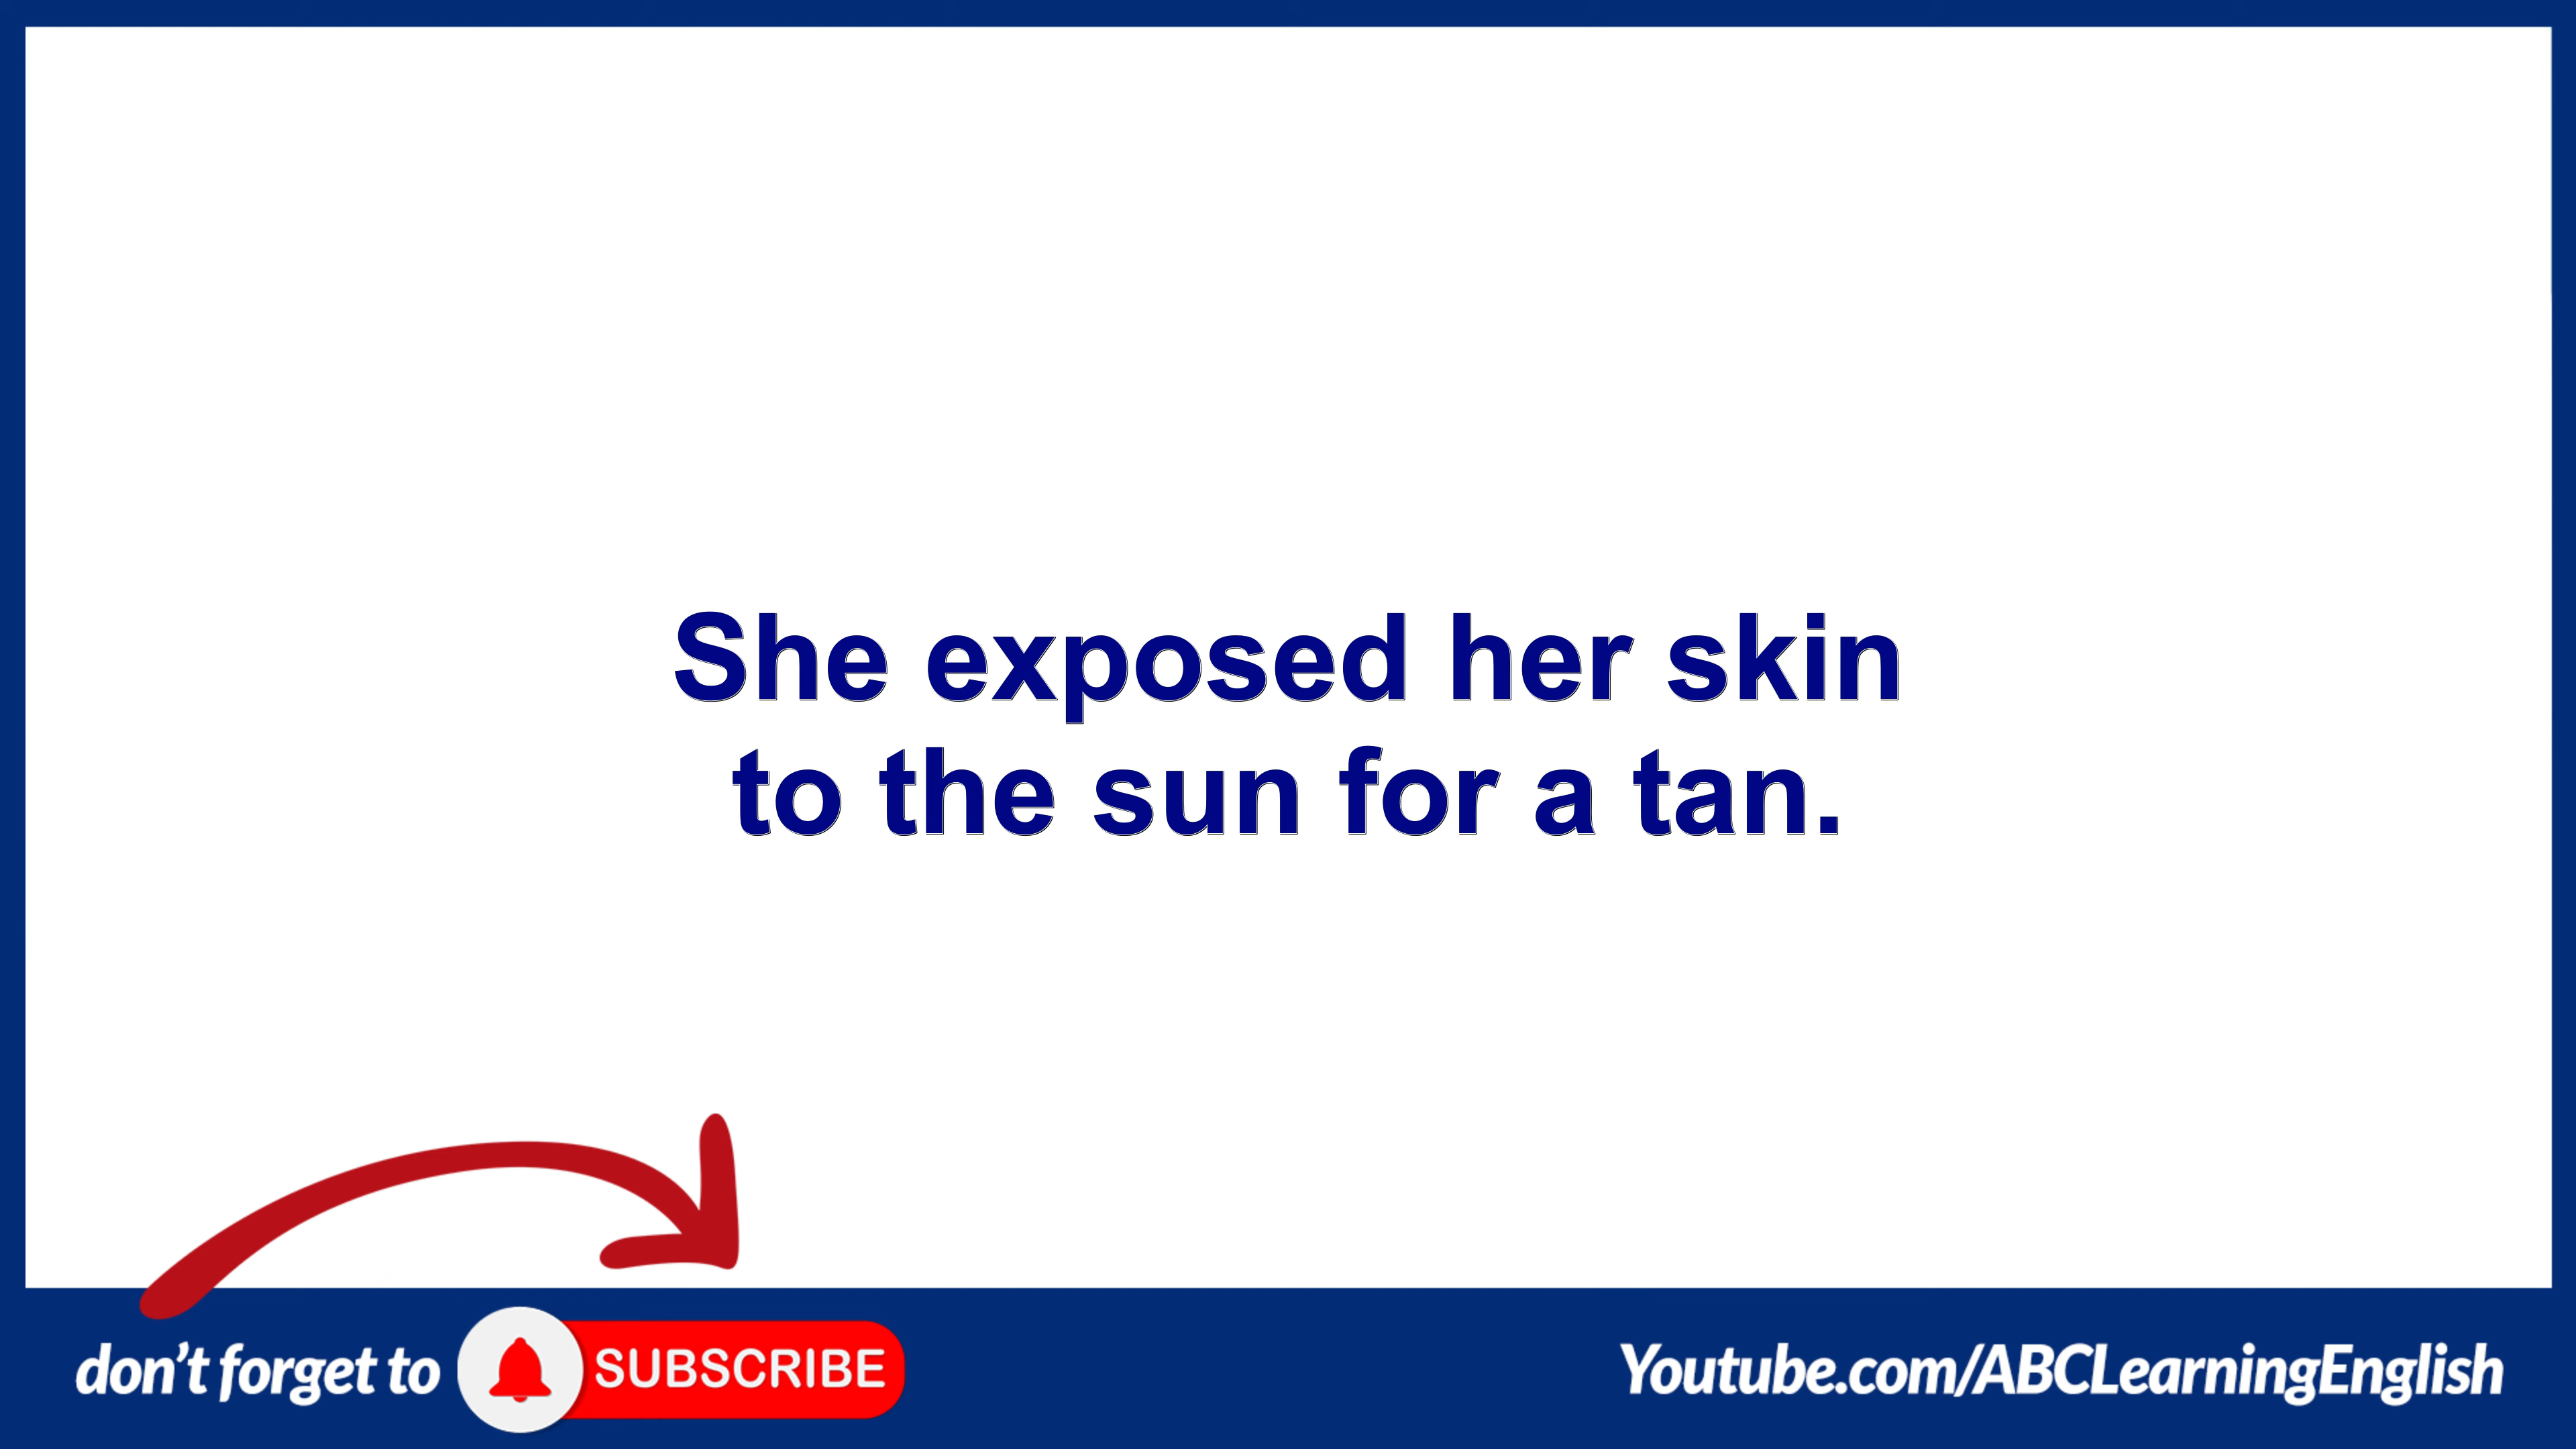 She exposed her skin
to the sun for a tan.
don't forget to SUBSCRIBE
Youtube.com/ABCLearningEnglish